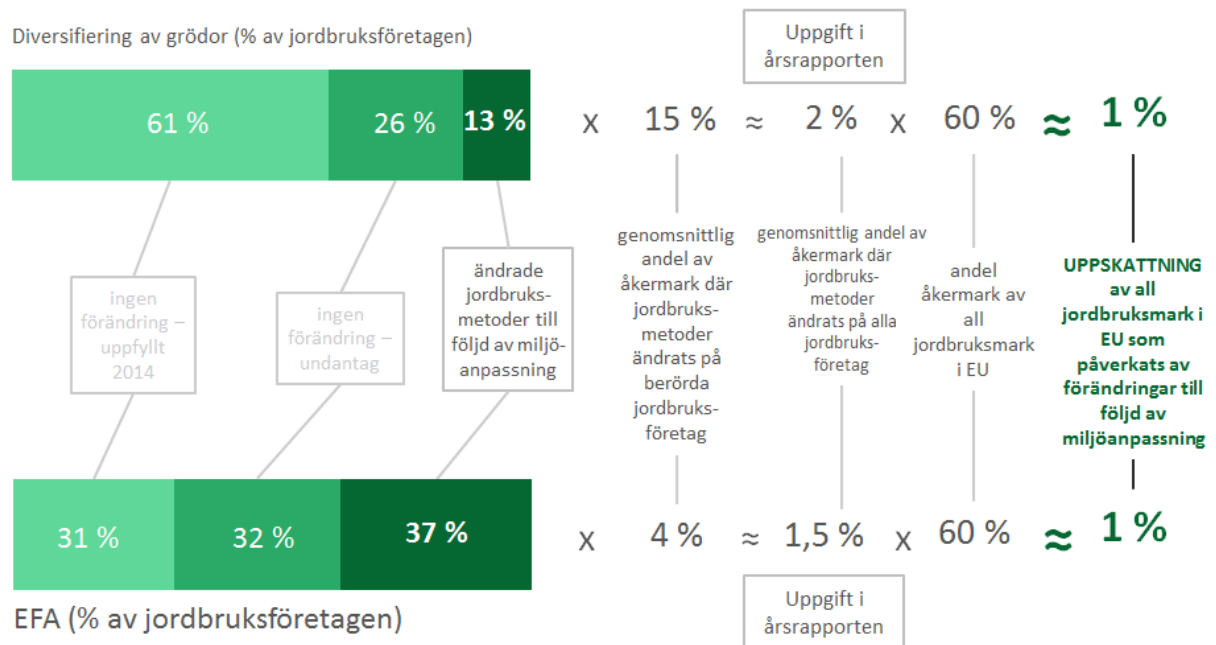 Diversifiering av grödor (% av jordbruksföretagen)
Uppgift i
årsrapporten
61 % 26 % 13 % x 15 % ≈ 2 % x 60 % ≈ 1 %
ingen
förändring –
uppfyllt
2014
ingen
förändring –
undantag
ändrade
jordbruks-
metoder till
följd av miljö-
anpassning
genomsnittlig
andel av
åkermark där
jordbruks-
metoder
ändrats på
berörda
jordbruks-
företag
genomsnittlig andel av
åkermark där
jordbruks-
metoder
ändrats på alla
jordbruks-
företag
andel
åkermark av
all
jordbruksmark
i EU
UPPSKATTNING
av all
jordbruksmark i
EU som
påverkats av
förändringar till
följd av
miljöanpassning
31 % 32 % 37 % x 4 % ≈ 1,5 % x 60 % ≈ 1 %
EFA (% av jordbruksföretagen)
Uppgift i
årsrapporten